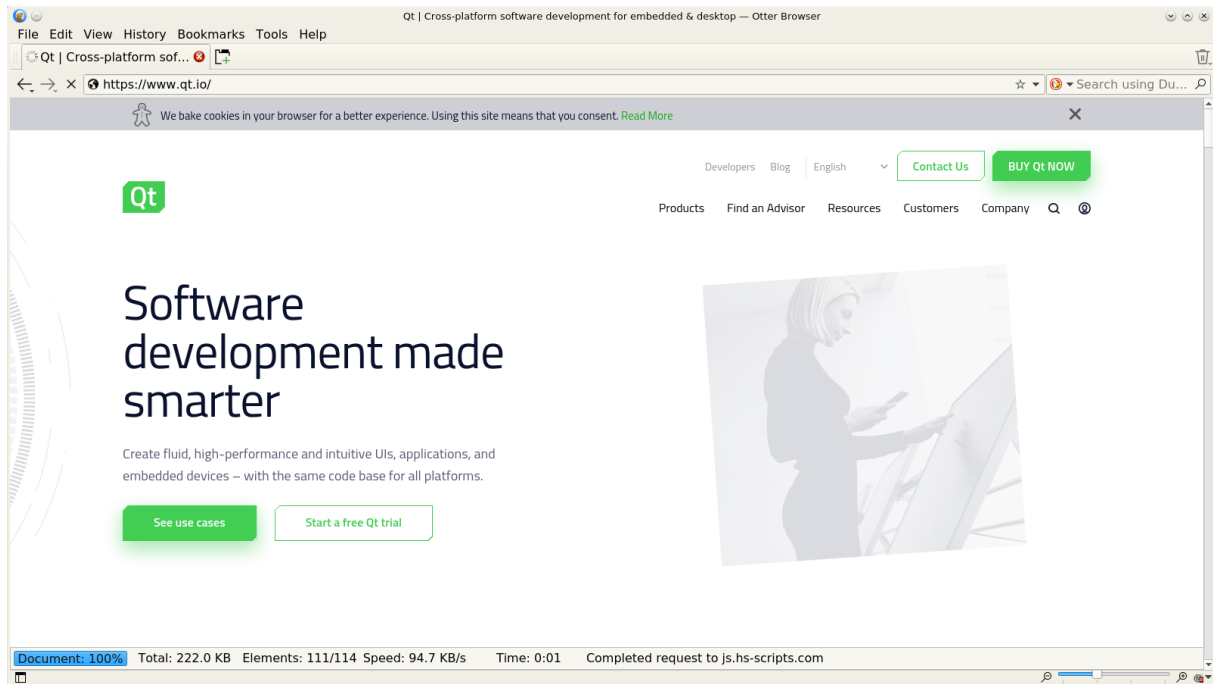 Qt | Cross-platform software development for embedded & desktop — Otter Browser
File Edit View History Bookmarks Tools Help
Qt | Cross-platform sof...
https://www.qt.io/ Search using Du...
We bake cookies in your browser for a better experience. Using this site means that you consent. Read More
Developers Blog English Contact Us BUY Qt NOW
Qt
Products Find an Advisor Resources Customers Company
Software
development made
smarter
Create fluid, high-performance and intuitive UIs, applications, and
embedded devices – with the same code base for all platforms.
See use cases Start a free Qt trial
Document: 100% Total: 222.0 KB Elements: 111/114 Speed: 94.7 KB/s Time: 0:01 Completed request to js.hs-scripts.com